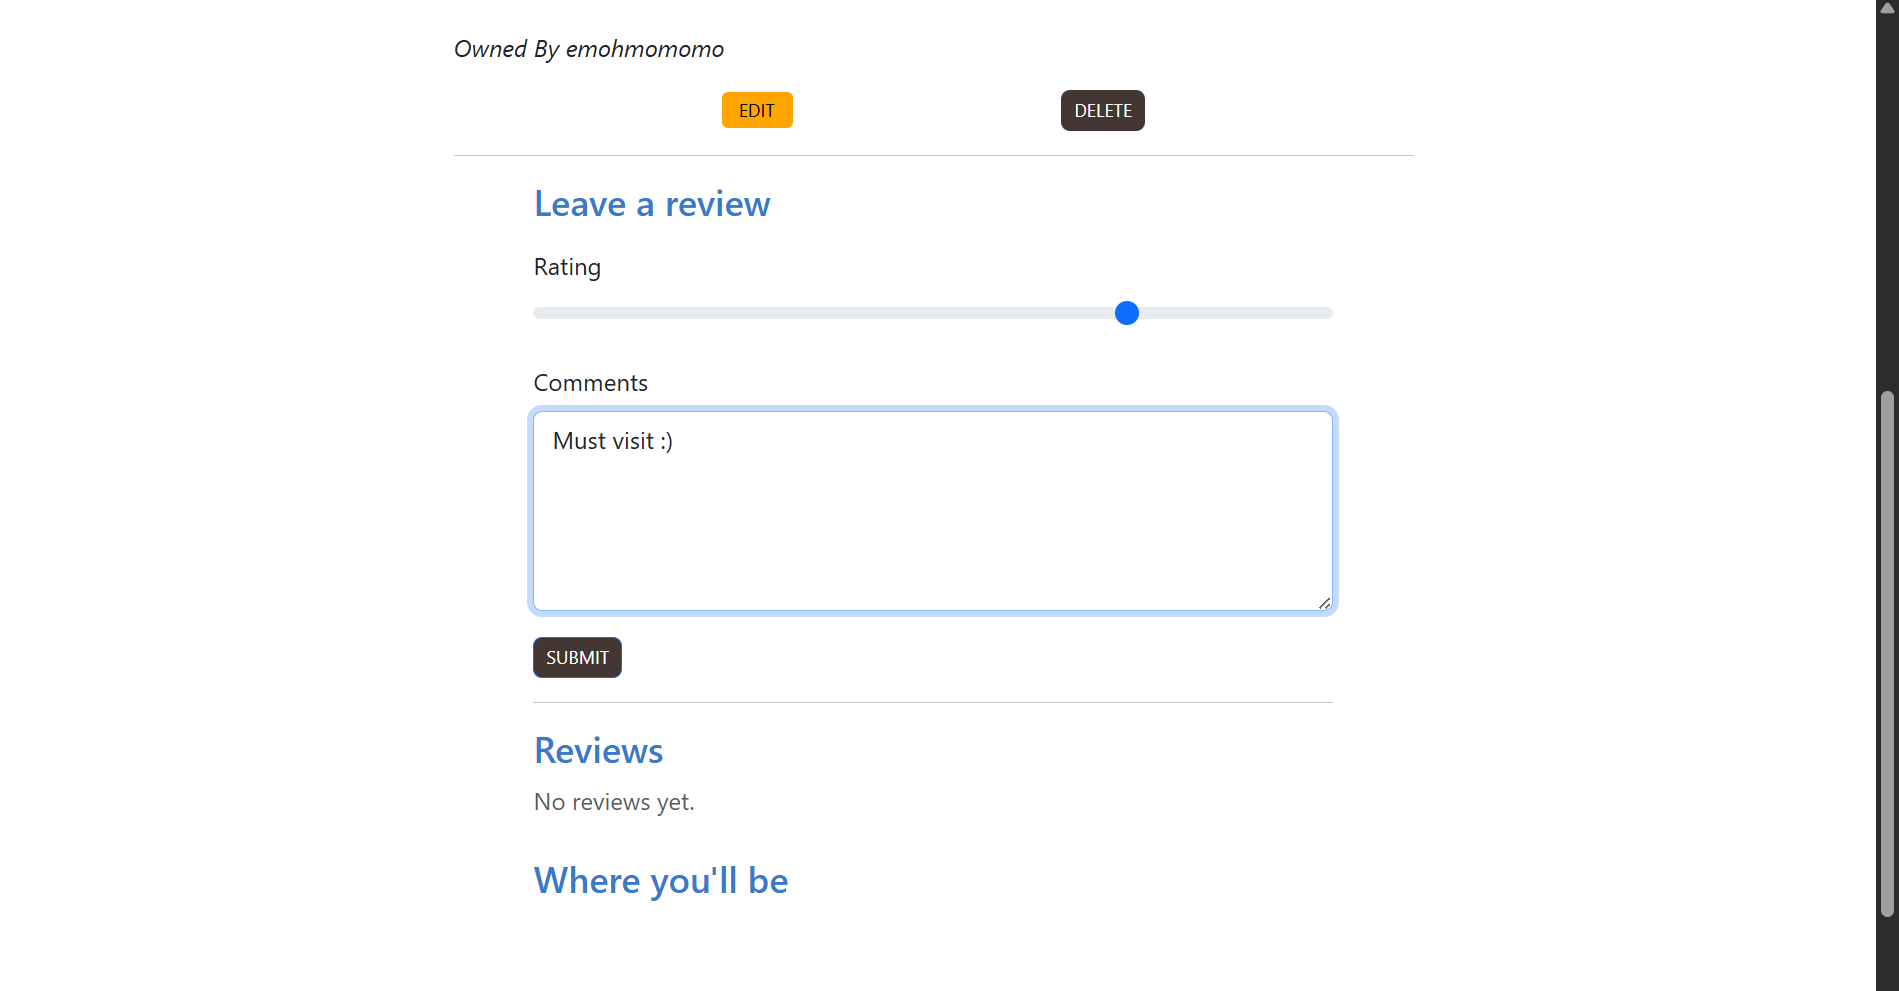 Owned By emohmomomo
EDIT DELETE
Leave a review
Rating
Comments
Must visit :)
SUBMIT
Reviews
No reviews yet.
Where you'll be